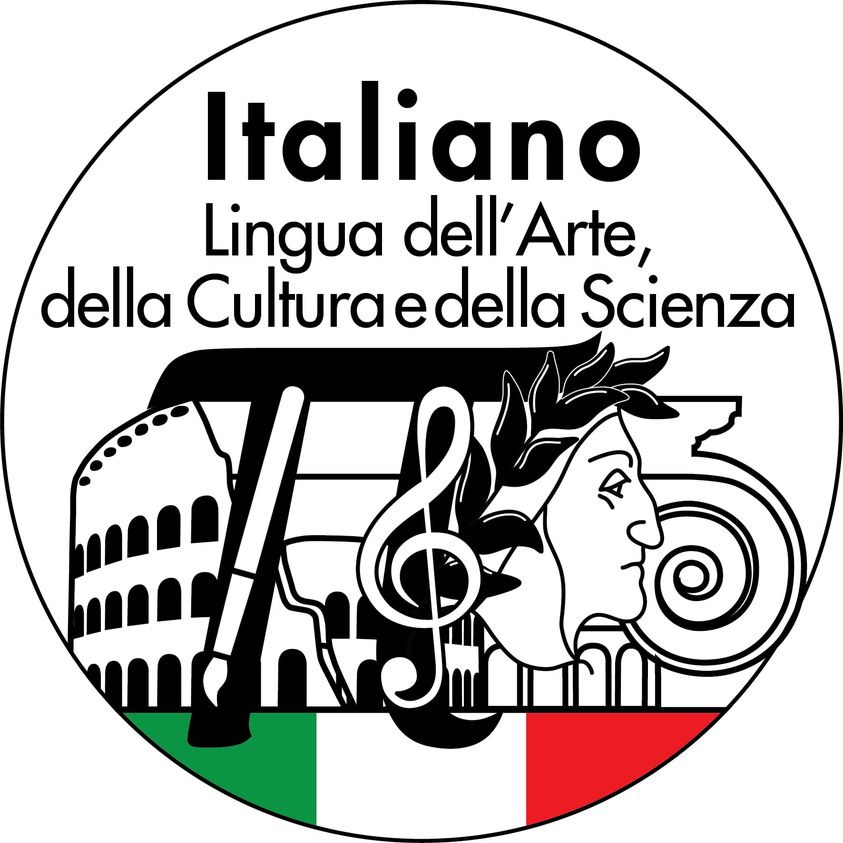 Italiano
Lingua dell'Arte,
della Cultura e della Scienza